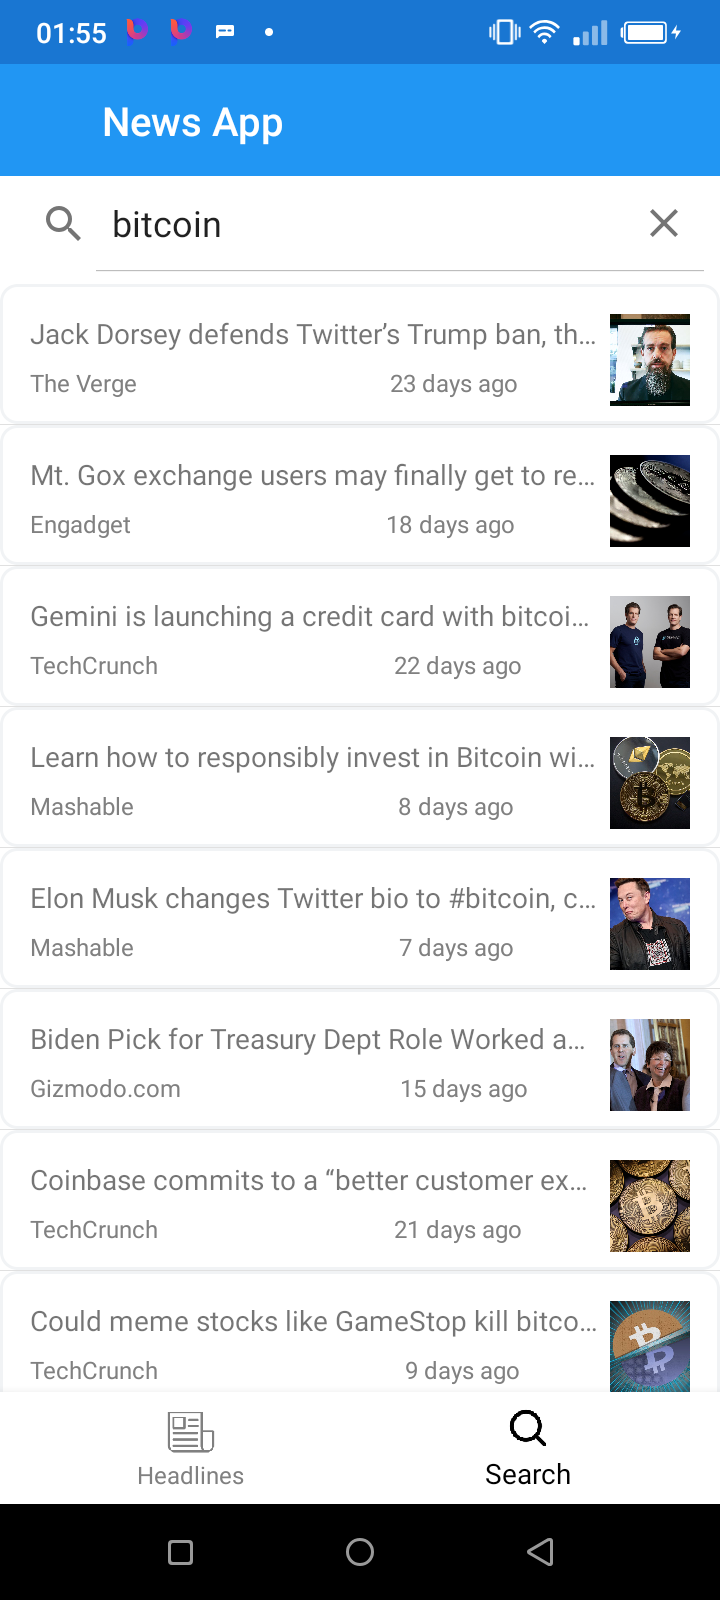 01:55
News App
bitcoin
Jack Dorsey defends Twitter’s Trump ban, th...
The Verge 23 days ago
Mt. Gox exchange users may finally get to re...
Engadget 18 days ago
Gemini is launching a credit card with bitcoi...
TechCrunch 22 days ago
Learn how to responsibly invest in Bitcoin wi...
Mashable 8 days ago
Elon Musk changes Twitter bio to #bitcoin, c...
Mashable 7 days ago
Biden Pick for Treasury Dept Role Worked a...
Gizmodo.com 15 days ago
Coinbase commits to a “better customer ex...
TechCrunch 21 days ago
Could meme stocks like GameStop kill bitco...
TechCrunch 9 days ago
Headlines
Search